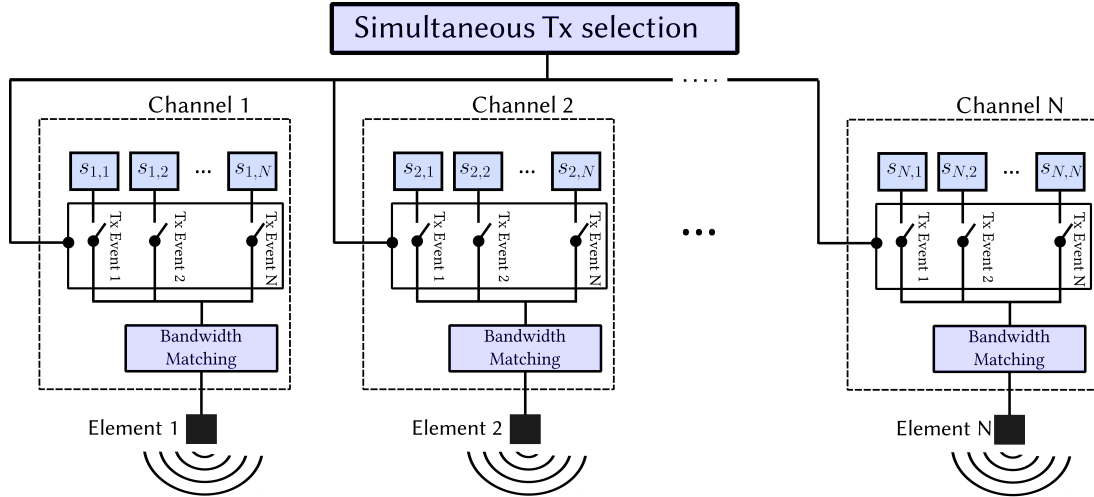 Simultaneous Tx selection
....
Channel 1
Channel 2
Channel N
s1,1 s1,2 ... s1,N
s2,1 s2,2 ... s2,N
sN,1 sN,2 ... sN,N
Tx Event 1
Tx Event 2
Tx Event N
Tx Event 1
Tx Event 2
Tx Event N
...
Tx Event 1
Tx Event 2
Tx Event N
Bandwidth
Matching
Bandwidth
Matching
Bandwidth
Matching
Element 1
Element 2
Element N